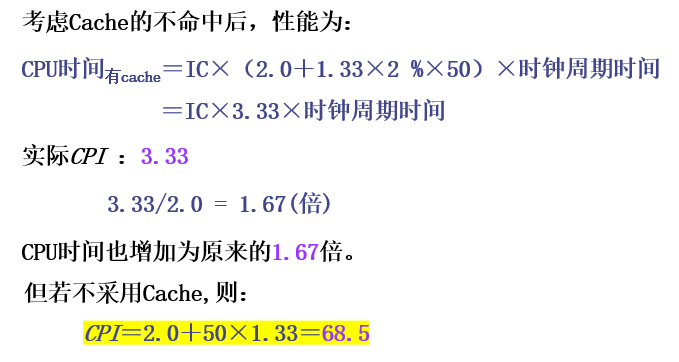 考虑Cache的不命中后，性能为：
CPU时间有cache＝IC×（2.0＋1.33×2 %×50）×时钟周期时间
＝IC×3.33×时钟周期时间
实际CPI ：3.33
3.33/2.0 = 1.67(倍)
CPU时间也增加为原来的1.67倍。
但若不采用Cache,则：
CPI＝2.0＋50×1.33＝68.5